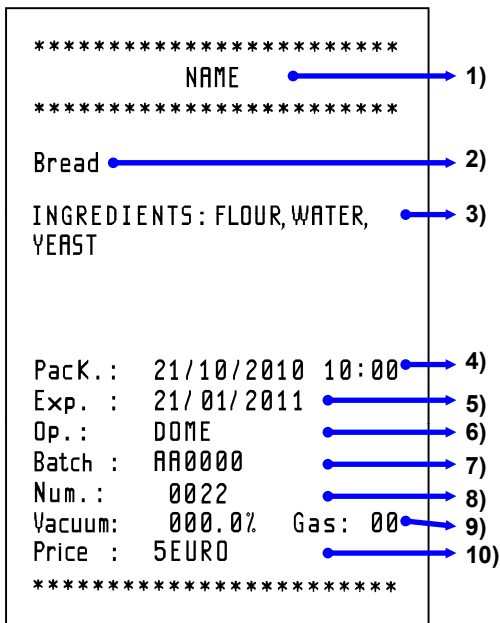 ************************
NAME 1)
************************
Bread 2)
INGREDIENTS: FLOUR, WATER, 3)
YEAST
PacK.: 21/10/2010 10:00 4)
Exp. : 21/01/2011 5)
Op.: DOME 6)
Batch : AA0000 7)
Num.: 0022 8)
Vacuum: 000.0% Gas: 00 9)
Price : 5EURO 10)
************************